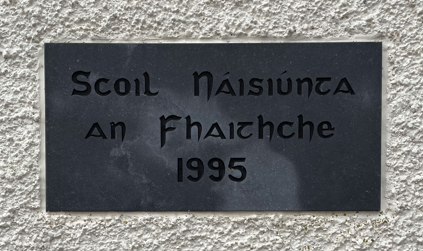 Scoil Náisiúnta
an Fhaithche
1995